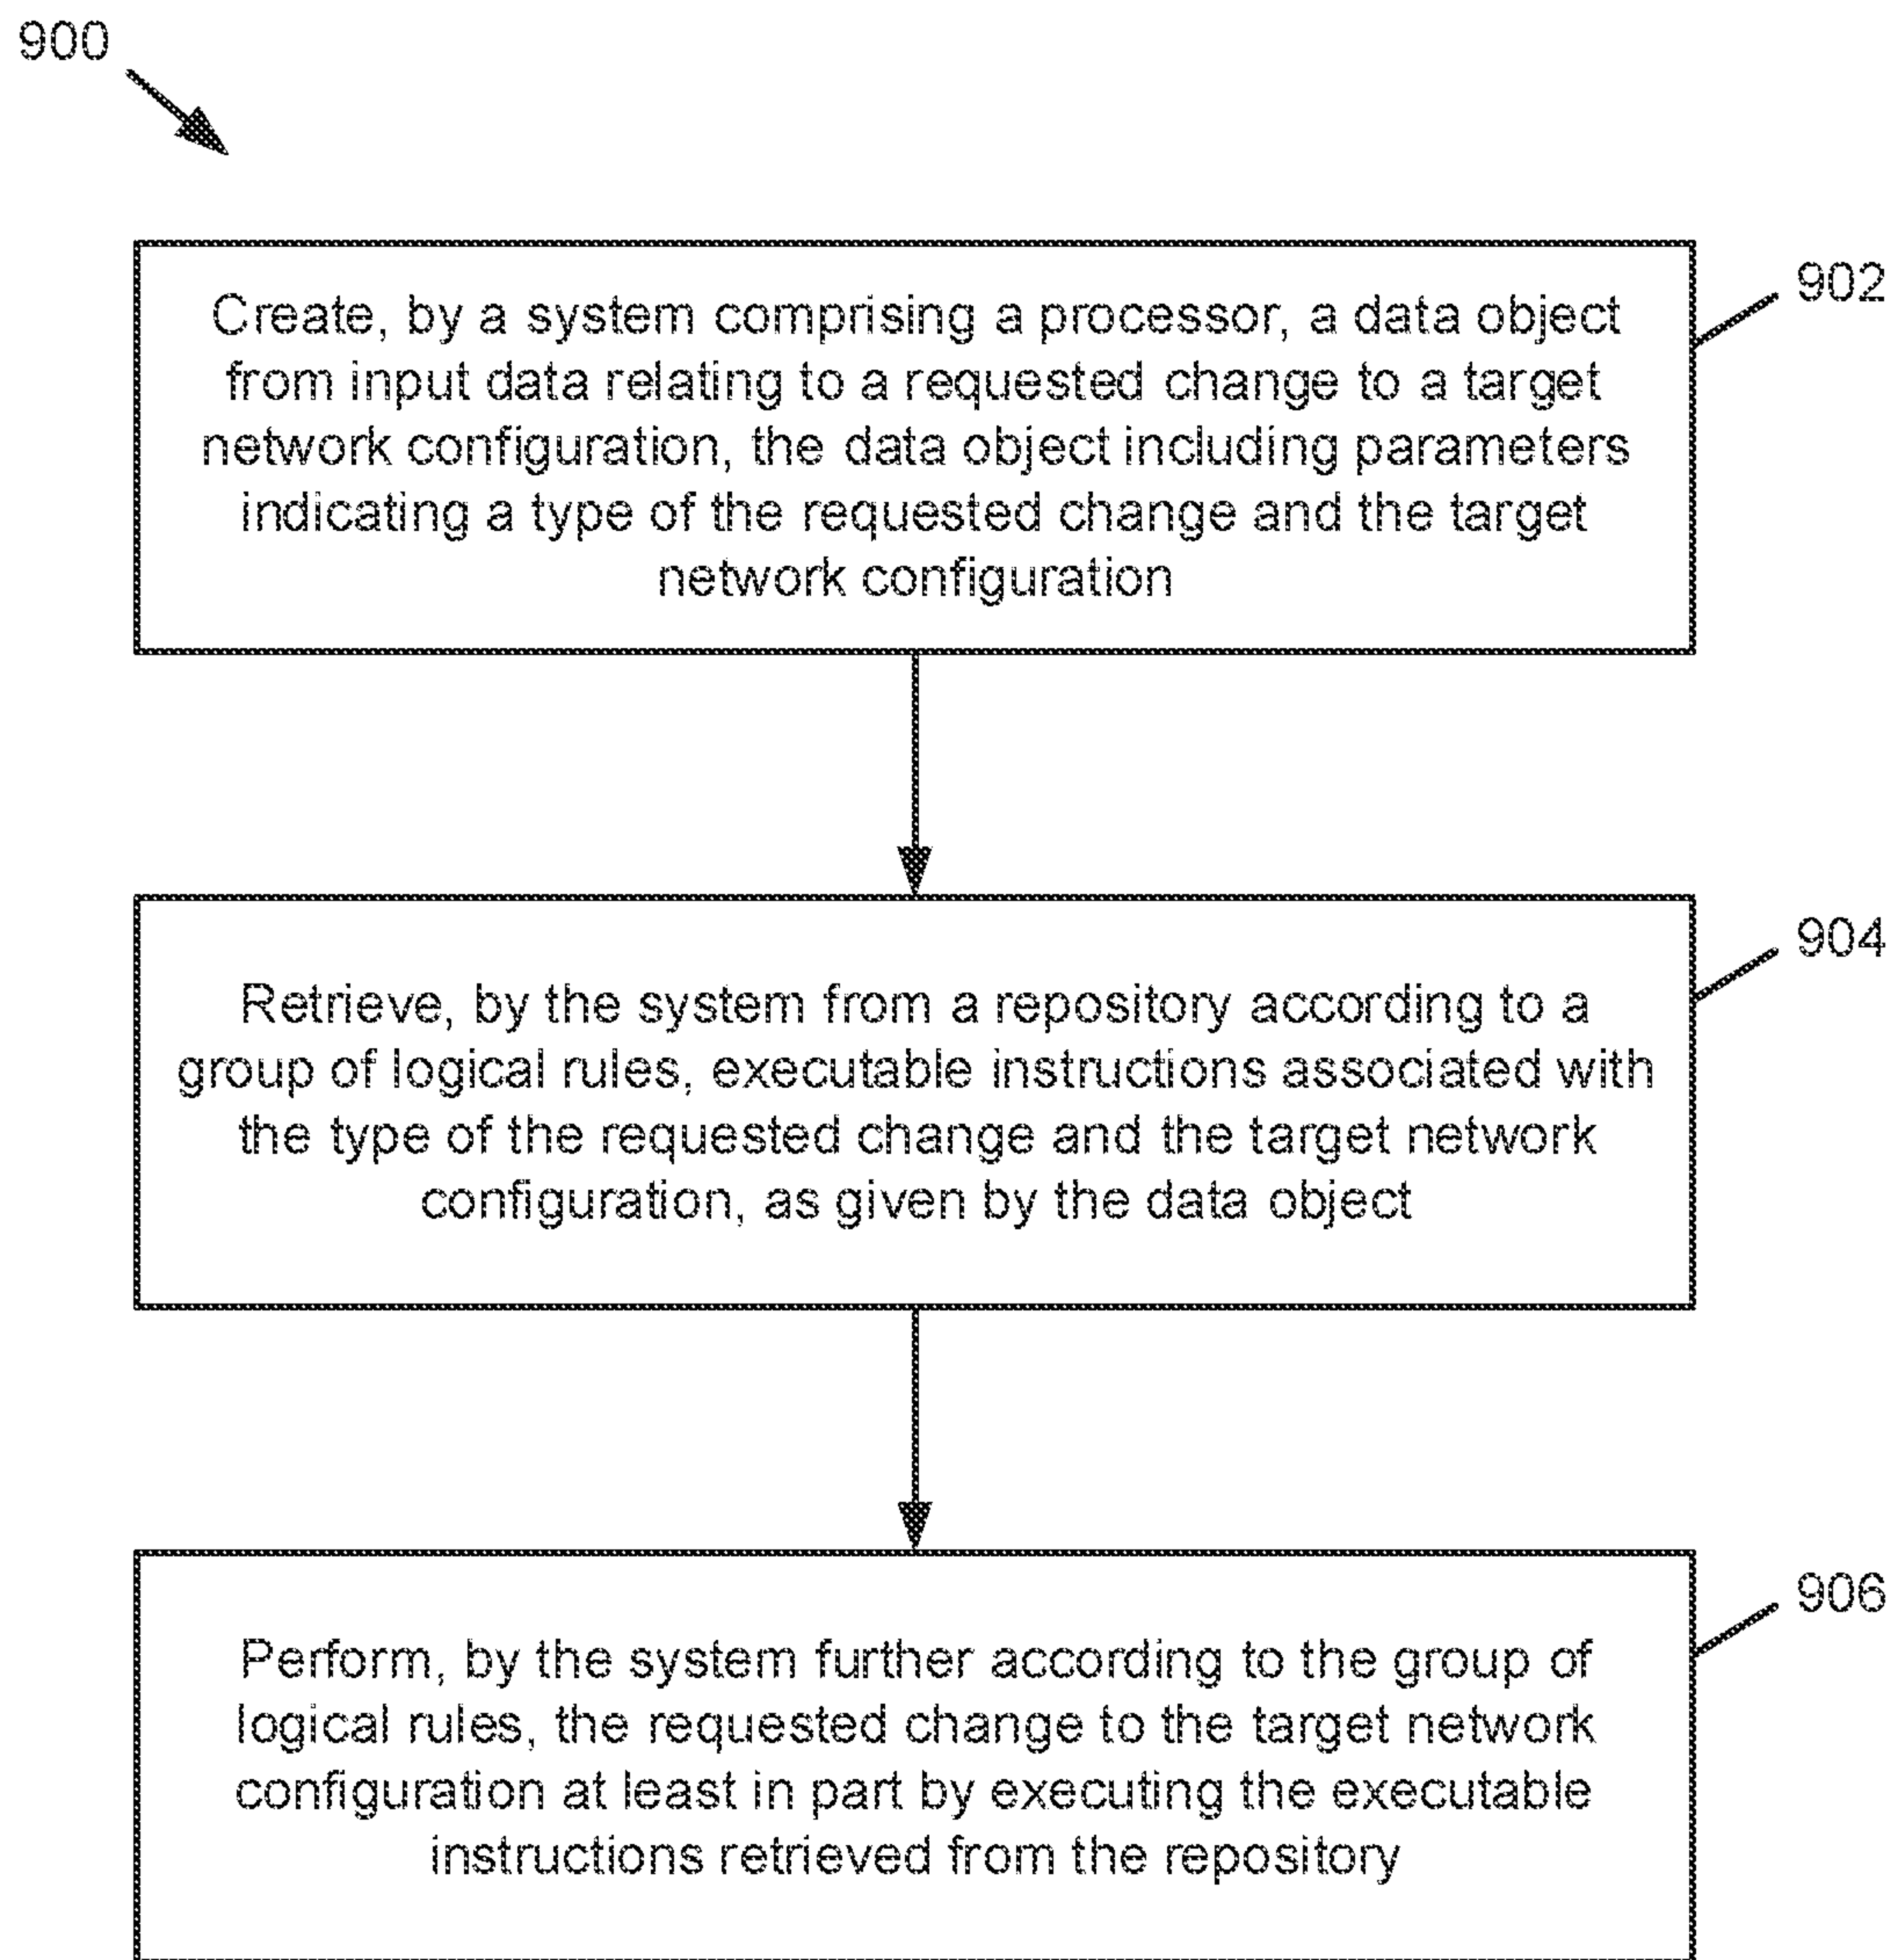 900
Create, by a system comprising a processor, a data object
from input data relating to a requested change to a target
network configuration, the data object including parameters
indicating a type of the requested change and the target
network configuration
902
Retrieve, by the system from a repository according to a
group of logical rules, executable instructions associated with
the type of the requested change and the target network
configuration, as given by the data object
904
Perform, by the system further according to the group of
logical rules, the requested change to the target network
configuration at least in part by executing the executable
instructions retrieved from the repository
906